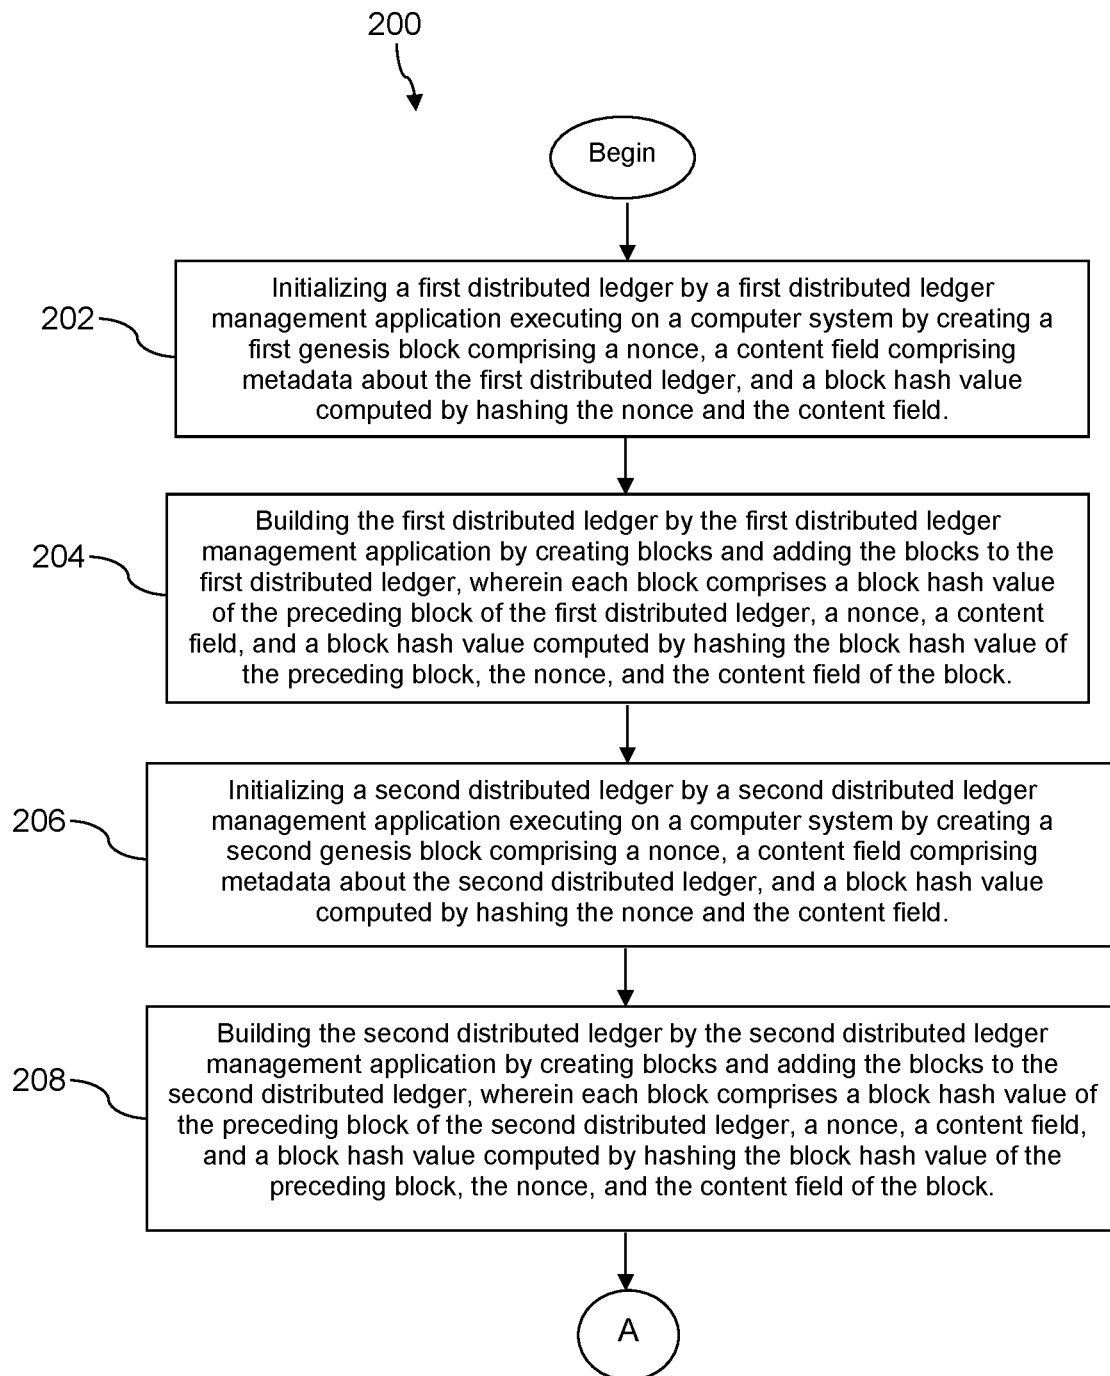 200
Begin
202
Initializing a first distributed ledger by a first distributed ledger
management application executing on a computer system by creating a
first genesis block comprising a nonce, a content field comprising
metadata about the first distributed ledger, and a block hash value
computed by hashing the nonce and the content field.
204
Building the first distributed ledger by the first distributed ledger
management application by creating blocks and adding the blocks to the
first distributed ledger, wherein each block comprises a block hash value
of the preceding block of the first distributed ledger, a nonce, a content
field, and a block hash value computed by hashing the block hash value of
the preceding block, the nonce, and the content field of the block.
206
Initializing a second distributed ledger by a second distributed ledger
management application executing on a computer system by creating a
second genesis block comprising a nonce, a content field comprising
metadata about the second distributed ledger, and a block hash value
computed by hashing the nonce and the content field.
208
Building the second distributed ledger by the second distributed ledger
management application by creating blocks and adding the blocks to the
second distributed ledger, wherein each block comprises a block hash value of
the preceding block of the second distributed ledger, a nonce, a content field,
and a block hash value computed by hashing the block hash value of the
preceding block, the nonce, and the content field of the block.
A